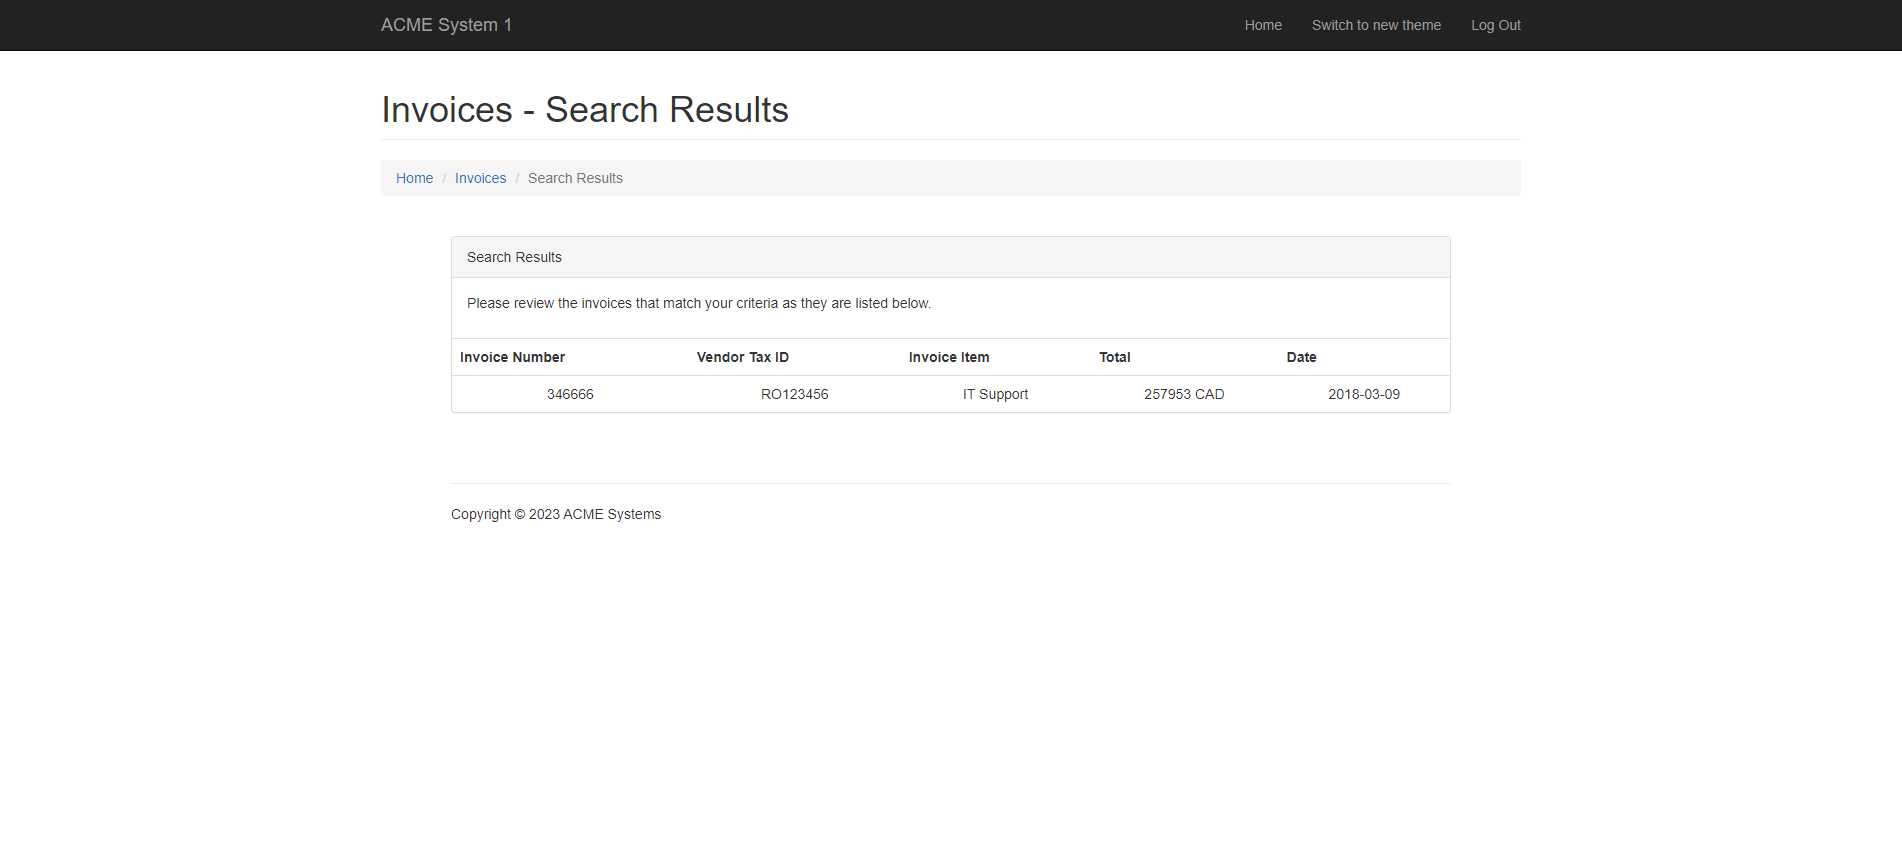 ACME System 1 Home Switch to new theme Log Out
Invoices - Search Results
Home / Invoices / Search Results
Search Results
Please review the invoices that match your criteria as they are listed below.
Invoice Number Vendor Tax ID Invoice Item Total Date
346666 RO123456 IT Support 257953 CAD 2018-03-09
Copyright © 2023 ACME Systems